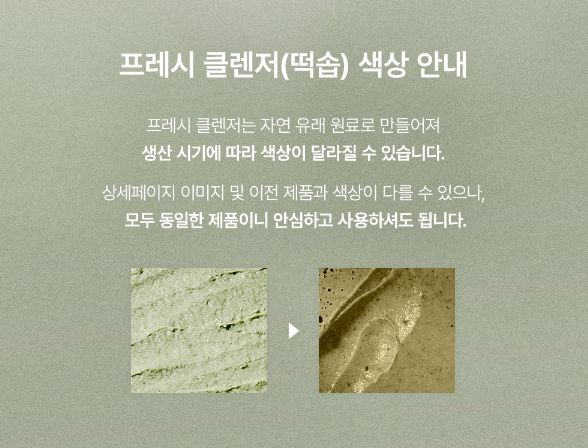 프레시 클렌저(떡솝) 색상 안내
프레시 클렌저는 자연 유래 원료로 만들어져
생산 시기에 따라 색상이 달라질 수 있습니다.
상세페이지 이미지 및 이전 제품과 색상이 다를 수 있으나,
모두 동일한 제품이니 안심하고 사용하셔도 됩니다.